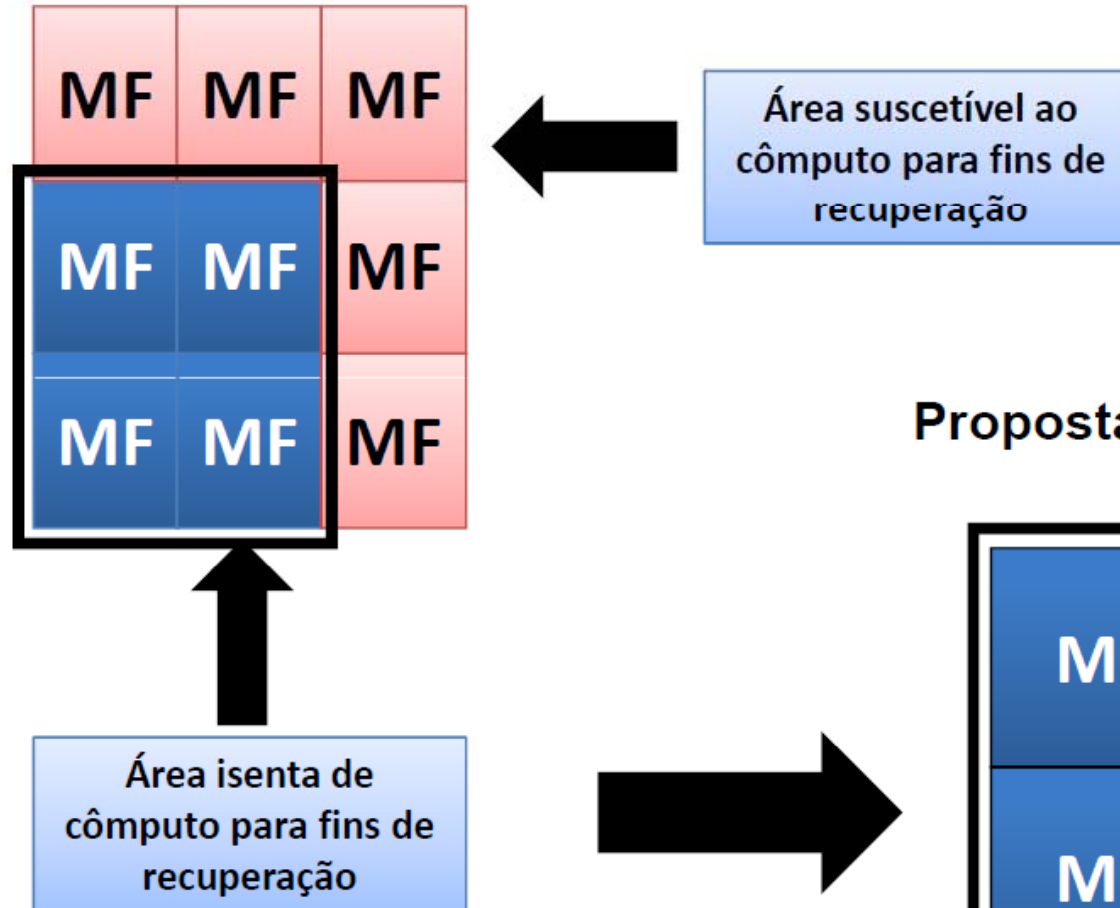 MF MF MF
Área suscetível ao
cômputo para fins de
recuperação
MF MF MF
MF MF MF
Proposta
Área isenta de
cômputo para fins de
recuperação
M
M